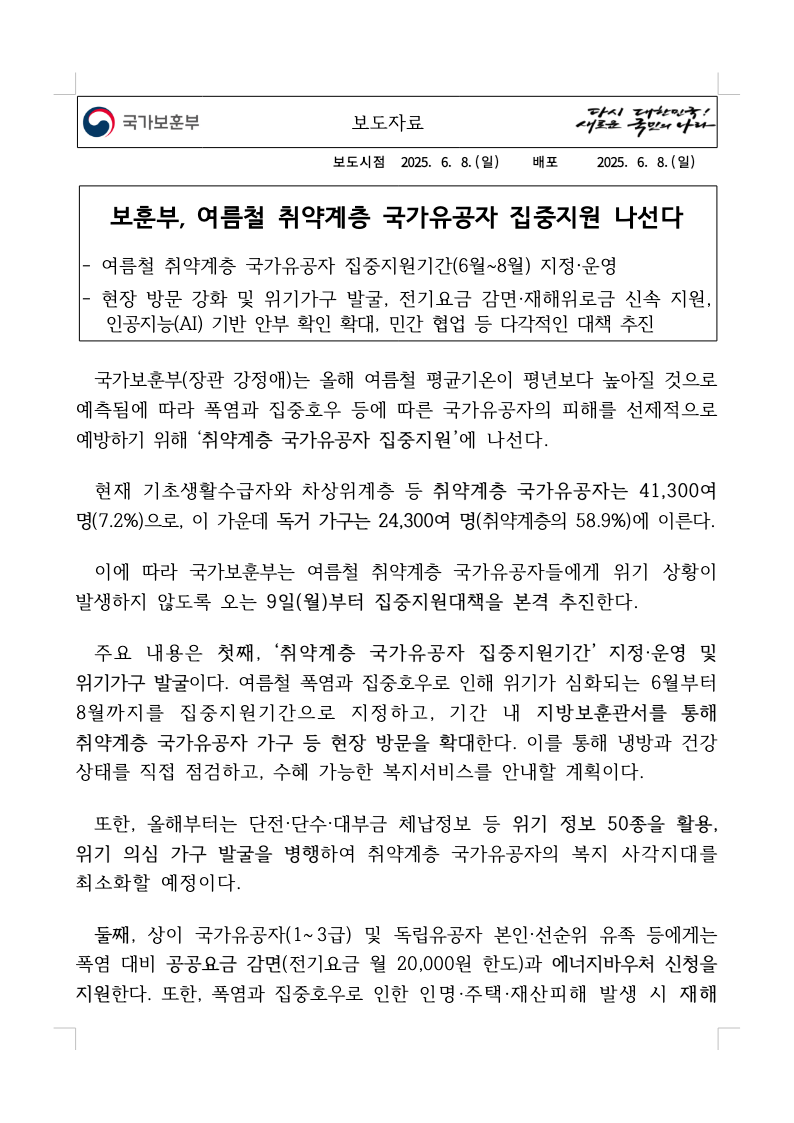 국가보훈부
보도자료
다시 대한민국!
새로운 국민의 나라
보도시점 2025. 6. 8.(일) 배포 2025. 6. 8.(일)
보훈부, 여름철 취약계층 국가유공자 집중지원 나선다
- 여름철 취약계층 국가유공자 집중지원기간(6월~8월) 지정·운영
- 현장 방문 강화 및 위기가구 발굴, 전기요금 감면·재해위로금 신속 지원,
인공지능(AI) 기반 안부 확인 확대, 민간 협업 등 다각적인 대책 추진
국가보훈부(장관 강정애)는 올해 여름철 평균기온이 평년보다 높아질 것으로
예측됨에 따라 폭염과 집중호우 등에 따른 국가유공자의 피해를 선제적으로
예방하기 위해 ‘취약계층 국가유공자 집중지원’에 나선다.
현재 기초생활수급자와 차상위계층 등 취약계층 국가유공자는 41,300여
명(7.2%)으로, 이 가운데 독거 가구는 24,300여 명(취약계층의 58.9%)에 이른다.
이에 따라 국가보훈부는 여름철 취약계층 국가유공자들에게 위기 상황이
발생하지 않도록 오는 9일(월)부터 집중지원대책을 본격 추진한다.
주요 내용은 첫째, ‘취약계층 국가유공자 집중지원기간’ 지정·운영 및
위기가구 발굴이다. 여름철 폭염과 집중호우로 인해 위기가 심화되는 6월부터
8월까지를 집중지원기간으로 지정하고, 기간 내 지방보훈관서를 통해
취약계층 국가유공자 가구 등 현장 방문을 확대한다. 이를 통해 냉방과 건강
상태를 직접 점검하고, 수혜 가능한 복지서비스를 안내할 계획이다.
또한, 올해부터는 단전·단수·대부금 체납정보 등 위기 정보 50종을 활용,
위기 의심 가구 발굴을 병행하여 취약계층 국가유공자의 복지 사각지대를
최소화할 예정이다.
둘째, 상이 국가유공자(1~3급) 및 독립유공자 본인·선순위 유족 등에게는
폭염 대비 공공요금 감면(전기요금 월 20,000원 한도)과 에너지바우처 신청을
지원한다. 또한, 폭염과 집중호우로 인한 인명·주택·재산피해 발생 시 재해